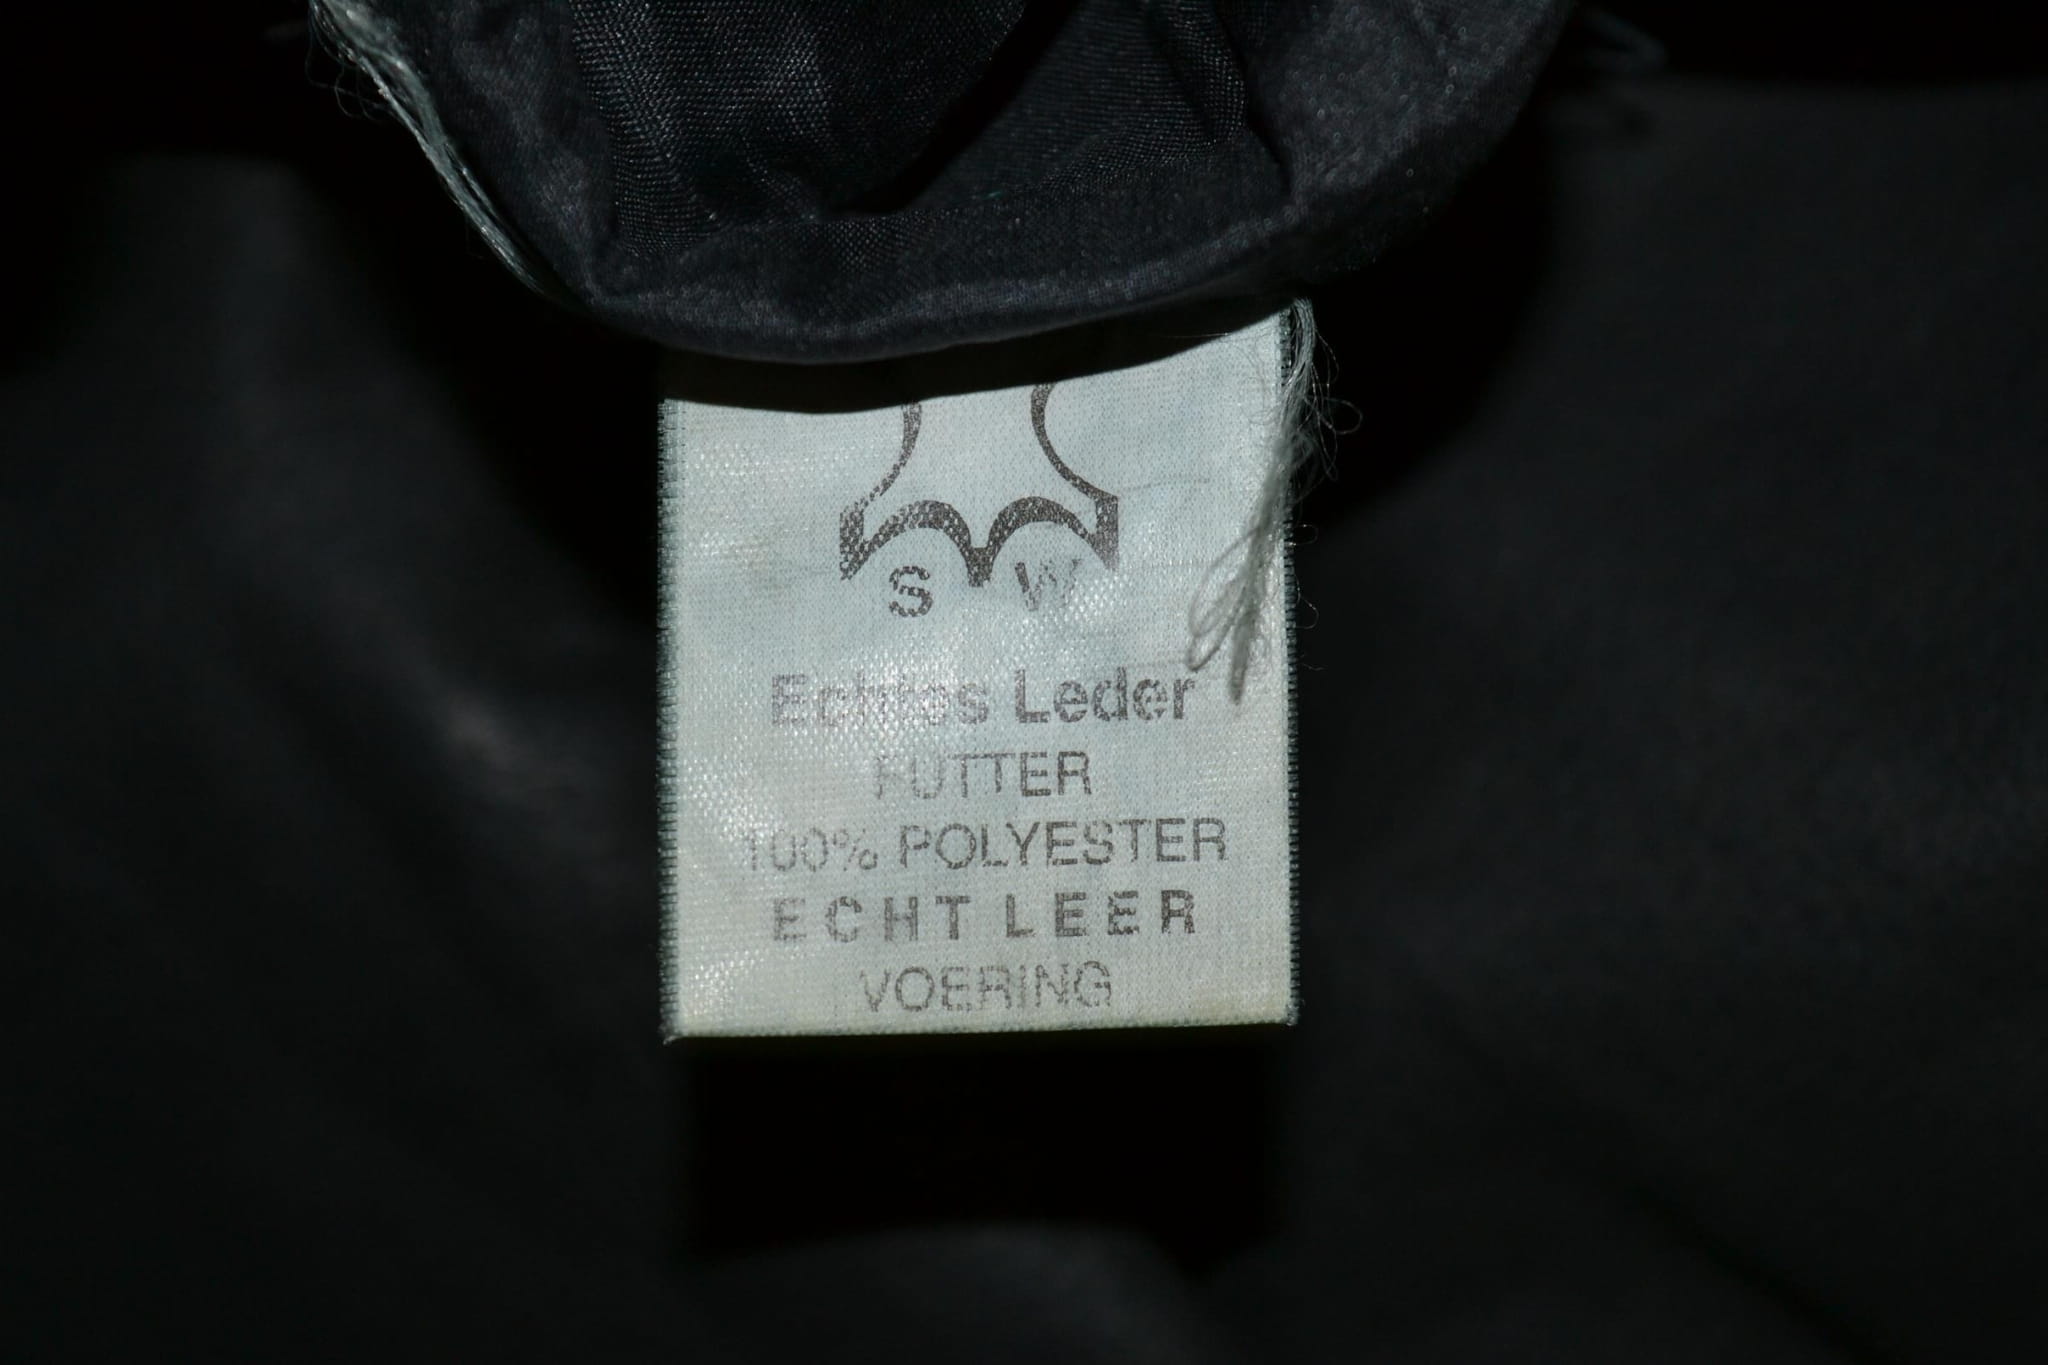 S W
Echtes Leder
FUTTER
100% POLYESTER
ECHT LEER
VOERING